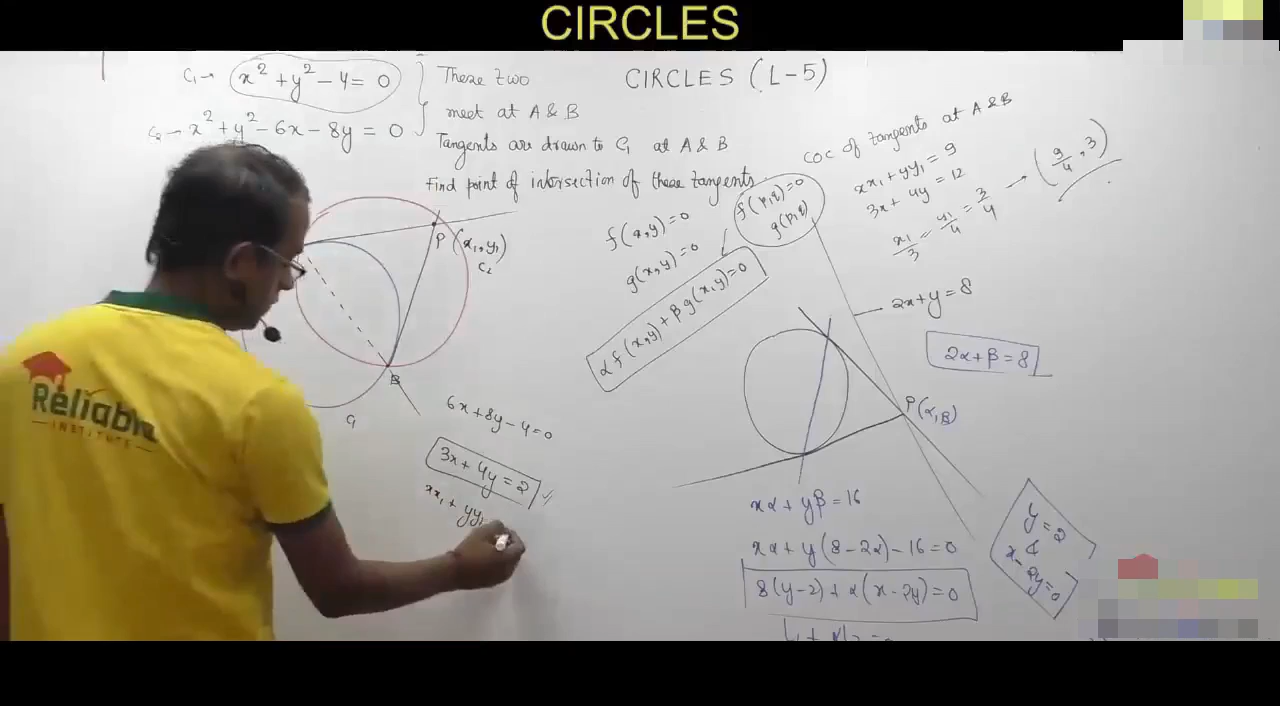 CIRCLES
C₁→ x² + y² - 4 = 0
C₂→ x² + y² - 6x - 8y = 0
These two
meet at A & B
Tangents are drawn to C₁ at A & B
Find point of intersection of these tangents
CIRCLES (L-5)
COC of tangents at A & B
xx₁ + yy₁ = 9
3x + 4y = 12
x₁/3 = y₁/4 = 3/4 → (9/4, 3)
P (x₁, y₁)
C₂
B
C₁
6x + 8y - 4 = 0
3x + 4y = 2
xx₁ + yy₁
f(x,y) = 0
g(x,y) = 0
f(p,q) = 0
g(p,q)
αf(x,y) + βg(x,y) = 0
2x + y = 8
2α + β = 8
P(α, β)
xα + yβ = 16
xα + y(8 - 2α) - 16 = 0
8(y - 2) + α(x - 2y) = 0
y = 2
&
x - 2y = 0
Reliable
INSTITUTE